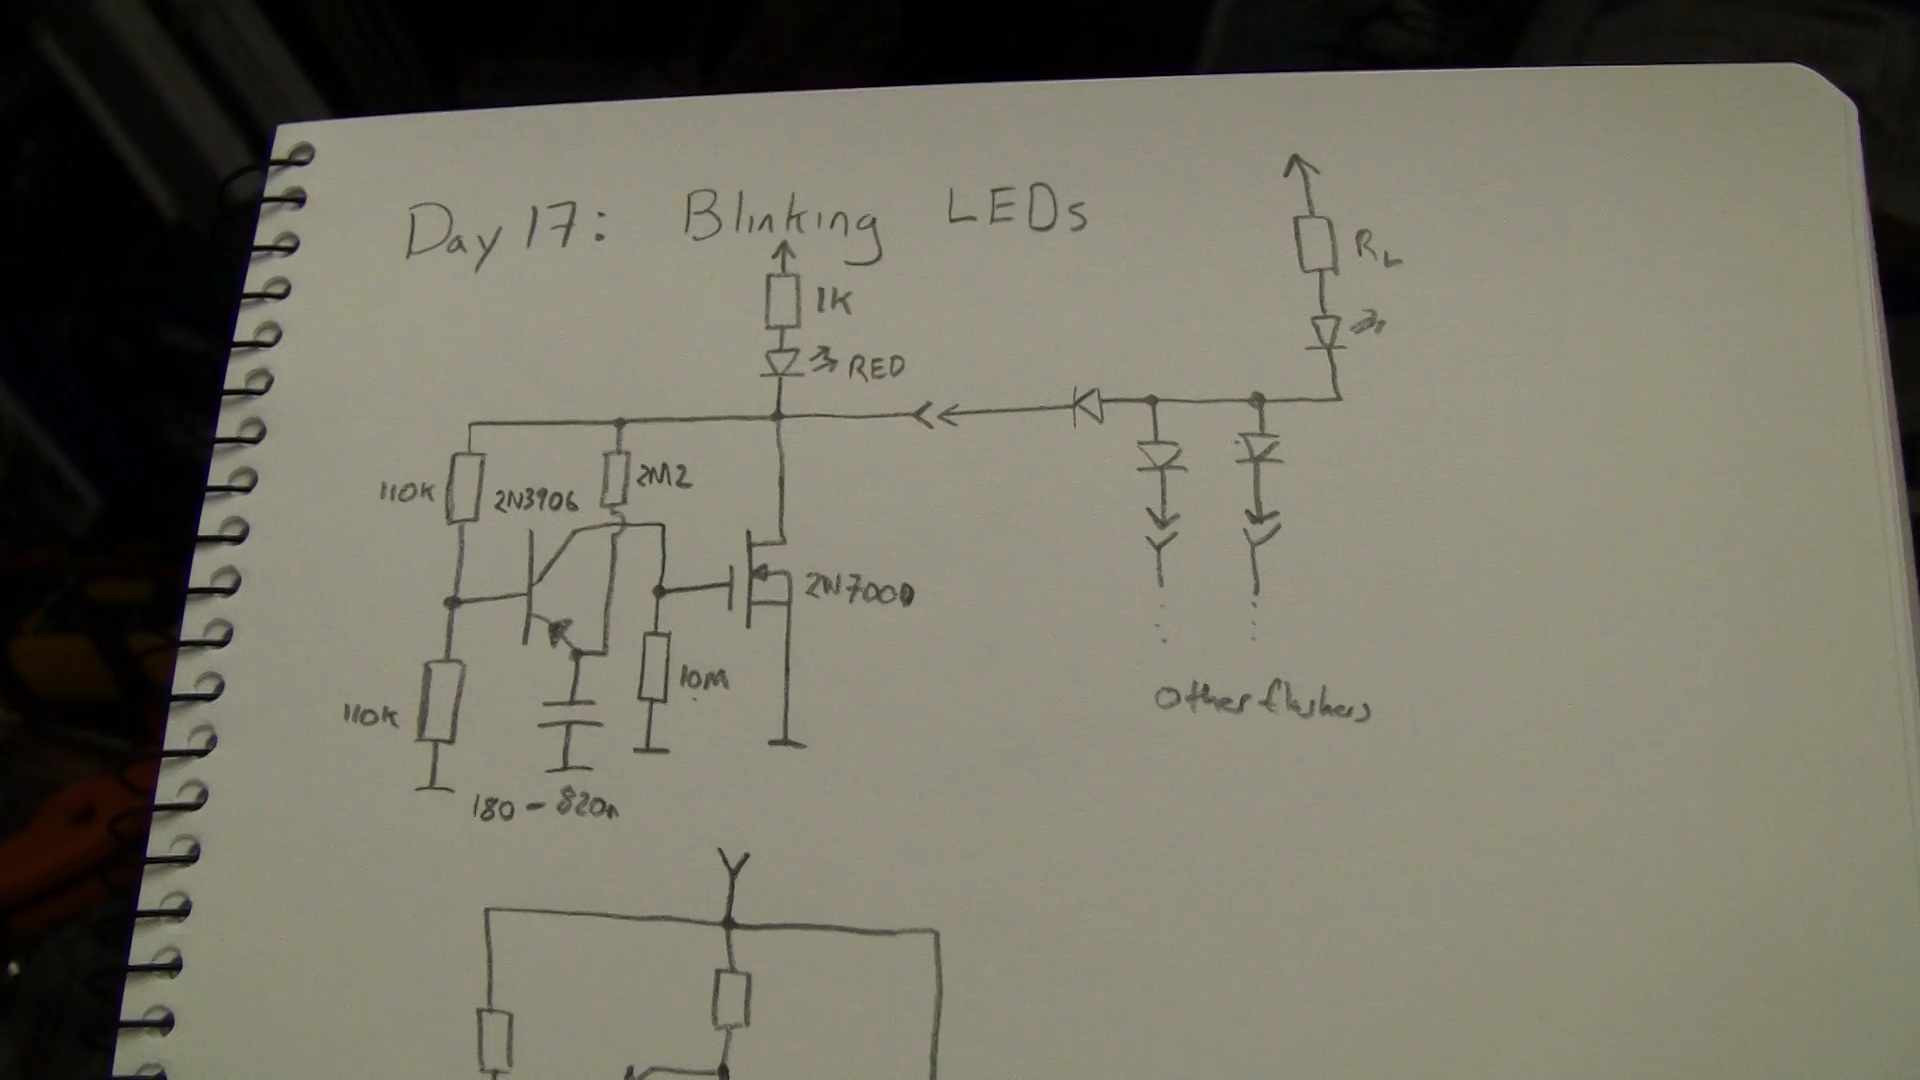 Day 17: Blinking LEDs
1K
RL
RED
110K
2N3906
2M2
2N7000
10M
110K
Other flashers
180 - 820n